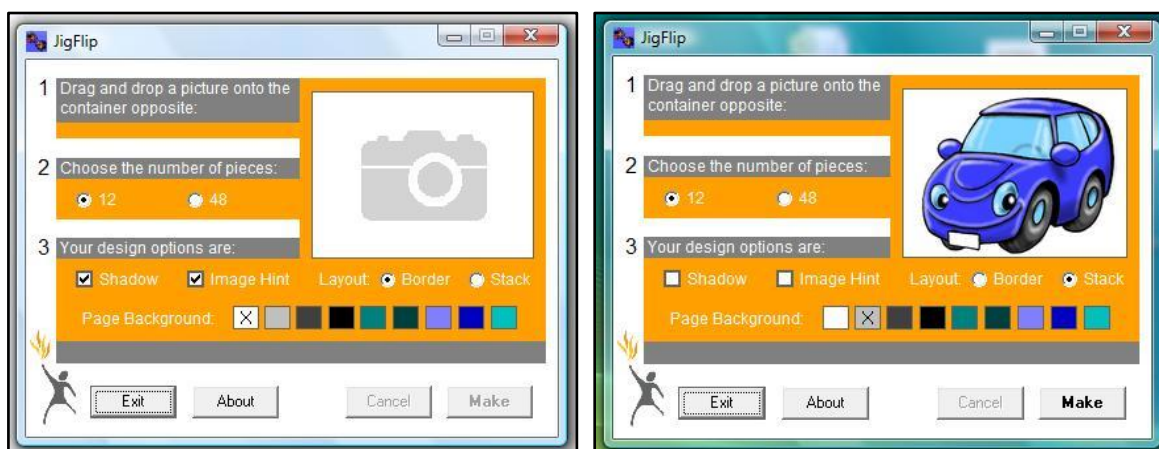 JigFlip
1 Drag and drop a picture onto the
container opposite:
2 Choose the number of pieces:
12 48
3 Your design options are:
Shadow Image Hint Layout: Border Stack
Page Background: X
Exit About Cancel Make
JigFlip
1 Drag and drop a picture onto the
container opposite:
2 Choose the number of pieces:
12 48
3 Your design options are:
Shadow Image Hint Layout: Border Stack
Page Background: X
Exit About Cancel Make